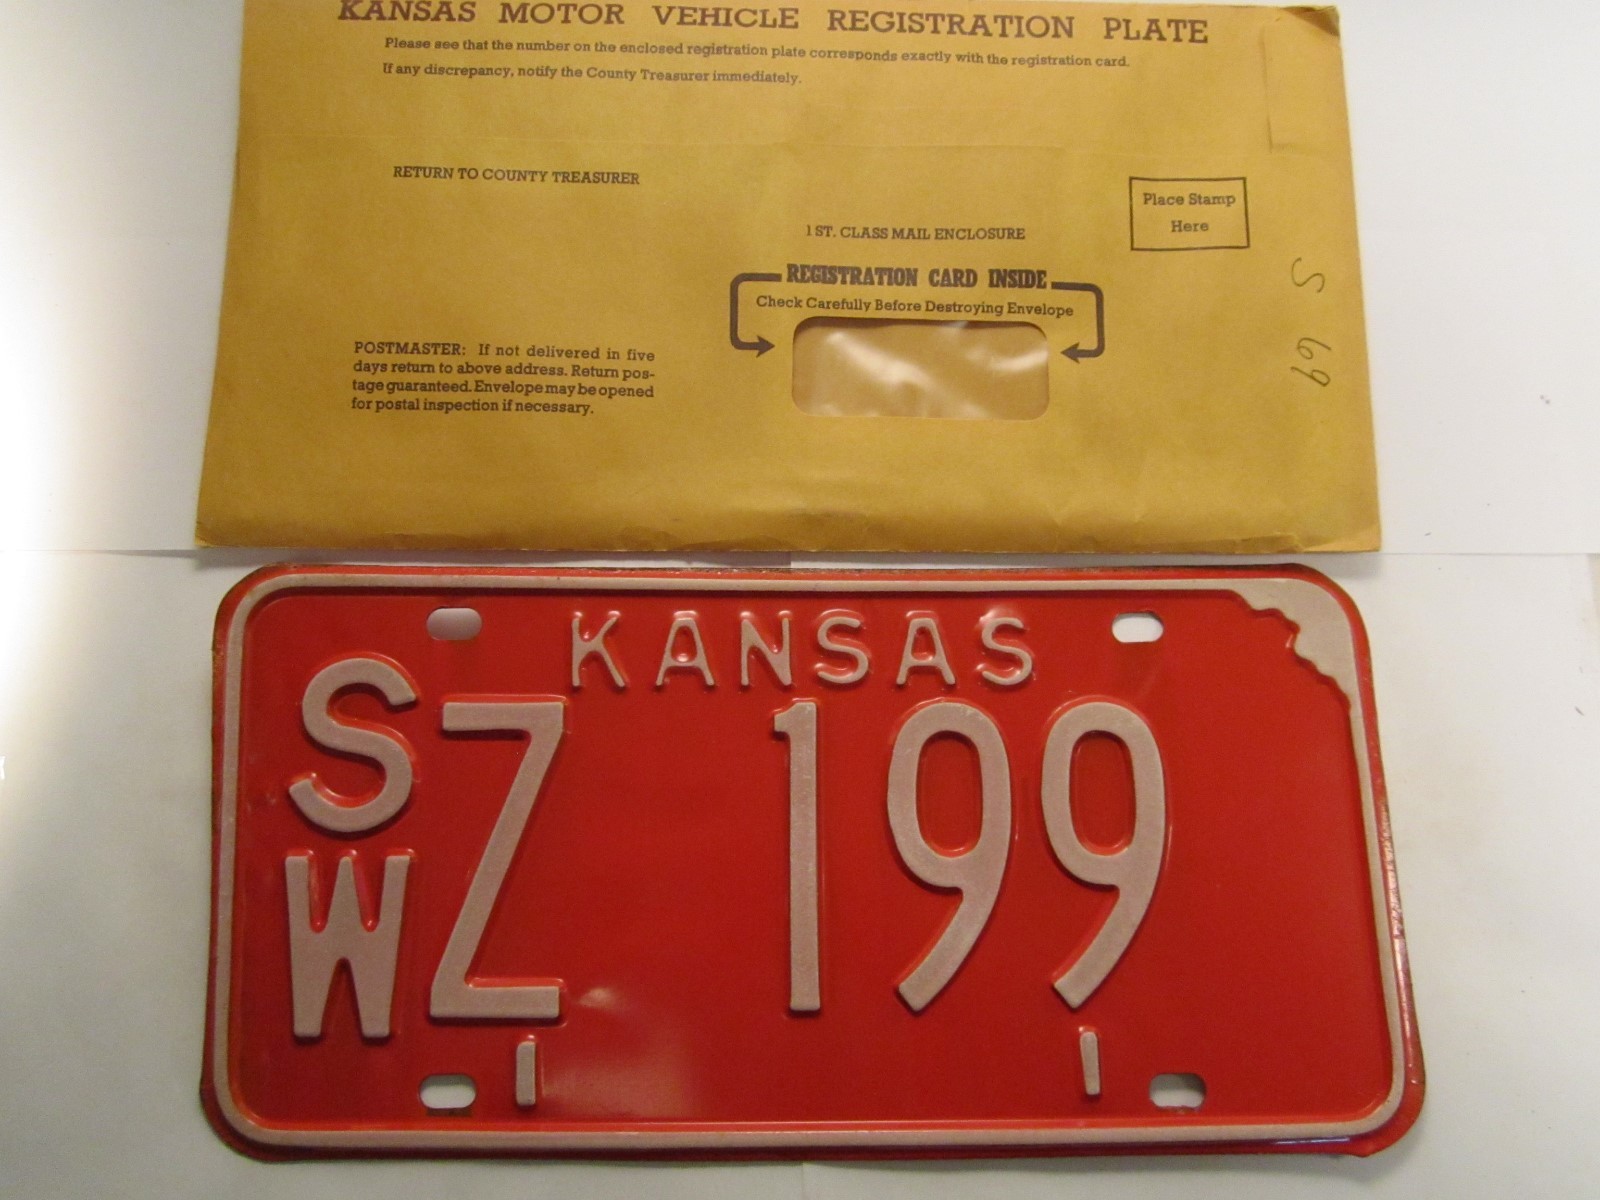 KANSAS MOTOR VEHICLE REGISTRATION PLATE
Please see that the number on the enclosed registration plate corresponds exactly with the registration card.
If any discrepancy, notify the County Treasurer immediately.
RETURN TO COUNTY TREASURER
Place Stamp
Here
1 ST. CLASS MAIL ENCLOSURE
REGISTRATION CARD INSIDE
Check Carefully Before Destroying Envelope
POSTMASTER: If not delivered in five
days return to above address. Return pos-
tage guaranteed. Envelope may be opened
for postal inspection if necessary.
S 69
KANSAS
SW Z 199